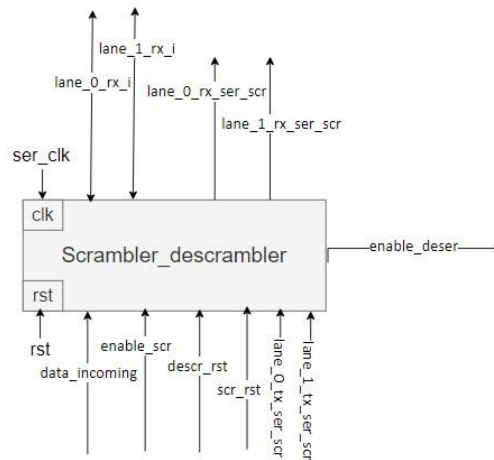 lane_1_rx_i
lane_0_rx_i
lane_0_rx_ser_scr
lane_1_rx_ser_scr
ser_clk
clk
Scrambler_descrambler
enable_deser
rst
rst
enable_scr
data_incoming
descr_rst
scr_rst
lane_0_tx_ser_scr
lane_1_tx_ser_scr